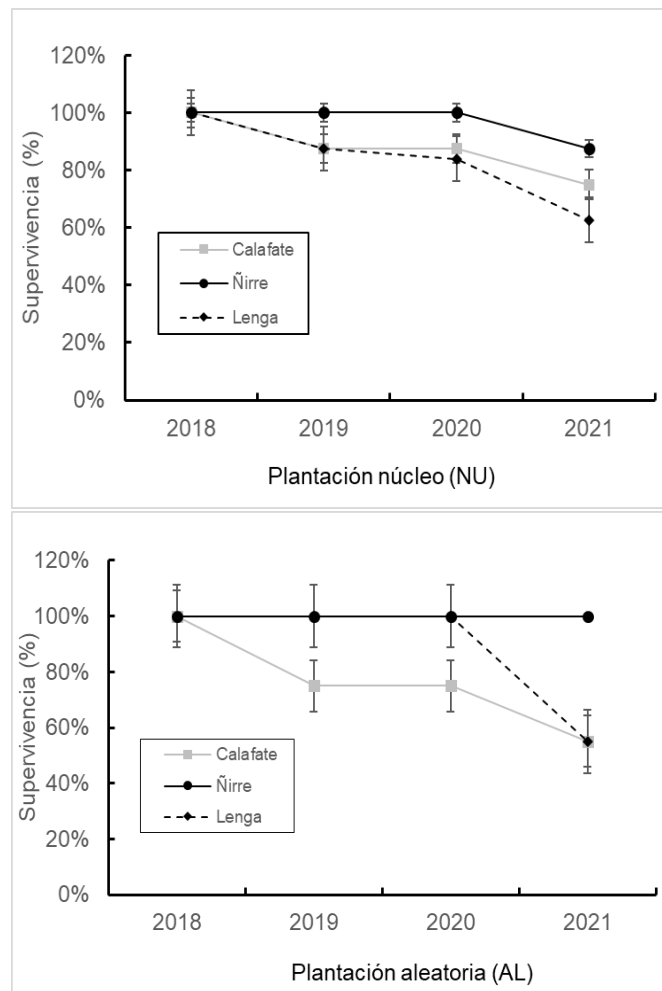 120%
100%
80%
60%
40%
20%
0%
Supervivencia (%)
Calafate
Ñirre
Lenga
2018 2019 2020 2021
Plantación núcleo (NU)
120%
100%
80%
60%
40%
20%
0%
Supervivencia (%)
Calafate
Ñirre
Lenga
2018 2019 2020 2021
Plantación aleatoria (AL)